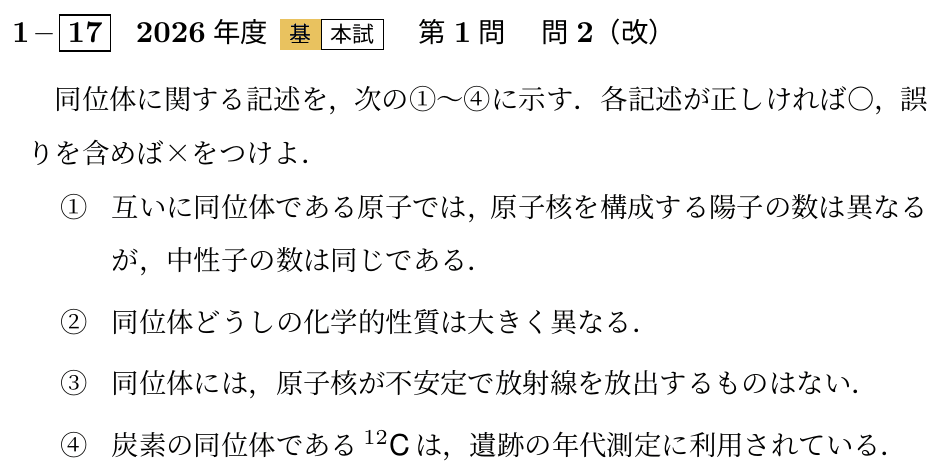 1－17 2026 年度 基 本試 第 1 問 問 2（改）
同位体に関する記述を，次の①～④に示す．各記述が正しければ○，誤
りを含めば×をつけよ．
① 互いに同位体である原子では，原子核を構成する陽子の数は異なる
が，中性子の数は同じである．
② 同位体どうしの化学的性質は大きく異なる．
③ 同位体には，原子核が不安定で放射線を放出するものはない．
④ 炭素の同位体である ¹²C は，遺跡の年代測定に利用されている．